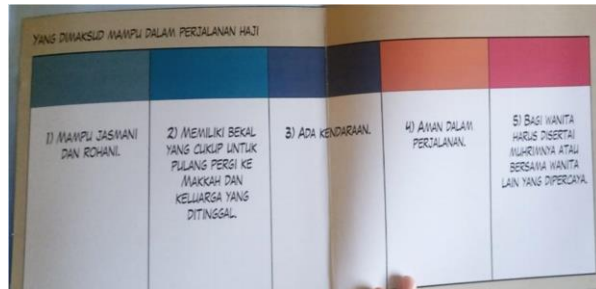 YANG DIMAKSUD MAMPU DALAM PERJALANAN HAJI
1) MAMPU JASMANI
DAN ROHANI.
2) MEMILIKI BEKAL
YANG CUKUP UNTUK
PULANG PERGI KE
MAKKAH DAN
KELUARGA YANG
DITINGGAL.
3) ADA KENDARAAN.
4) AMAN DALAM
PERJALANAN.
5) BAGI WANITA
HARUS DISERTAI
MUHRIMNYA ATAU
BERSAMA WANITA
LAIN YANG DIPERCAYA.